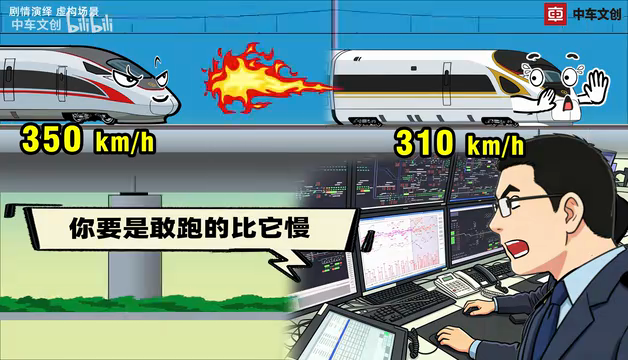 剧情演绎 虚构场景
中车文创 bilibili
中车文创
350 km/h
310 km/h
你要是敢跑的比它慢